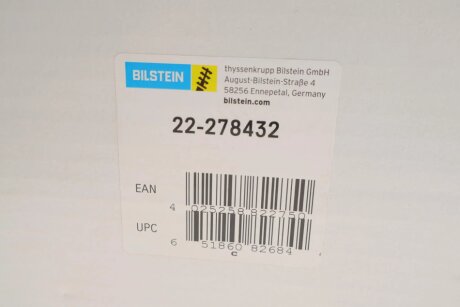 BILSTEIN
thyssenkrupp Bilstein GmbH
August-Bilstein-Straße 4
58256 Ennepetal, Germany
bilstein.com
22-278432
EAN
4 025258 822750
UPC
6 51860 82684
c